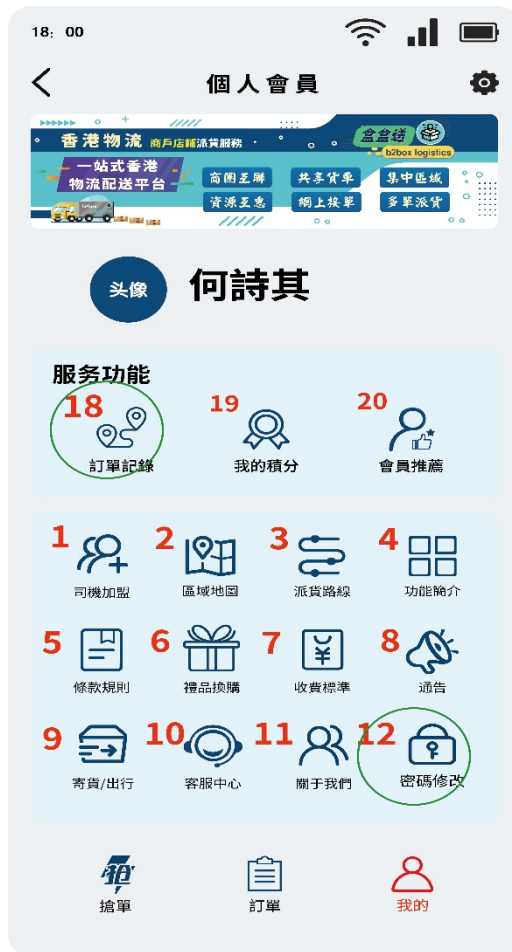 18：00
個人會員
香港物流 商戶店鋪派貨服務
盒盒送
b2box logistics
一站式香港
物流配送平台
商圈互聯 共享貨車 集中區域
資源互惠 網上接單 多單派貨
头像 何詩其
服务功能
18 19 20
訂單記錄 我的積分 會員推薦
1 2 3 4
司機加盟 區域地圖 派貨路線 功能簡介
5 6 7 8
條款規則 禮品換購 收費標準 通告
9 10 11 12
寄貨/出行 客服中心 關于我們 密碼修改
搶
搶單 訂單 我的